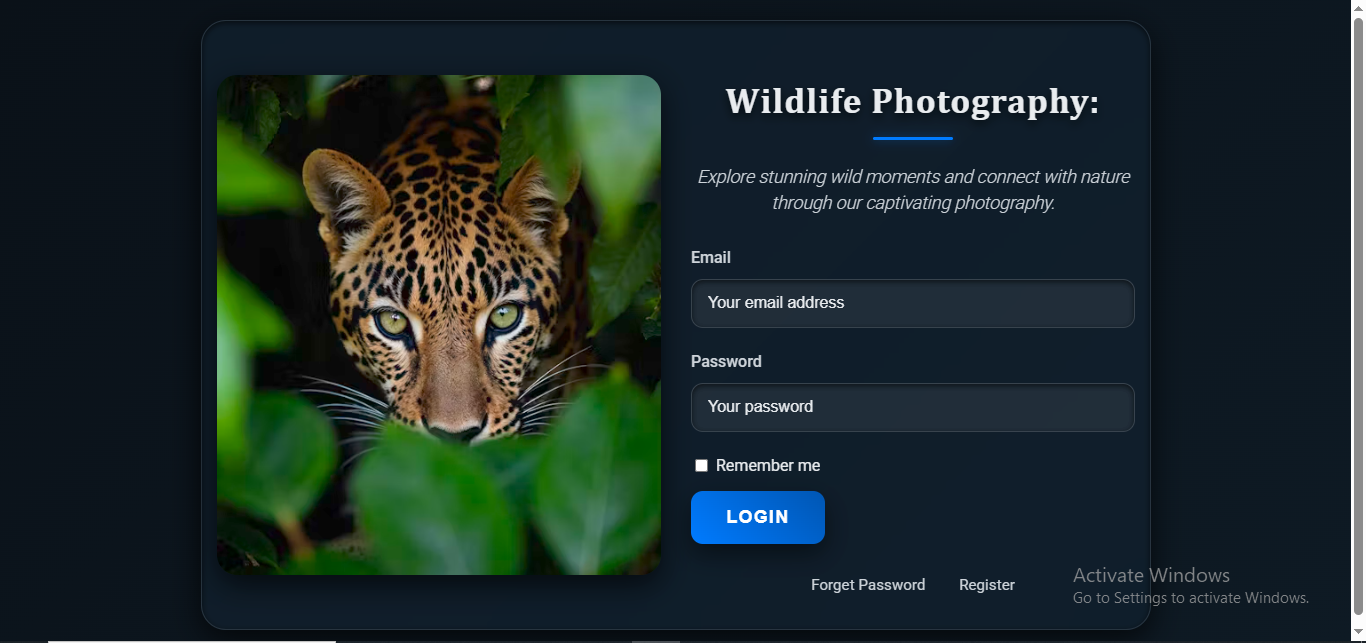 Wildlife Photography:
Explore stunning wild moments and connect with nature
through our captivating photography.
Email
Your email address
Password
Your password
Remember me
LOGIN
Forget Password Register
Activate Windows
Go to Settings to activate Windows.